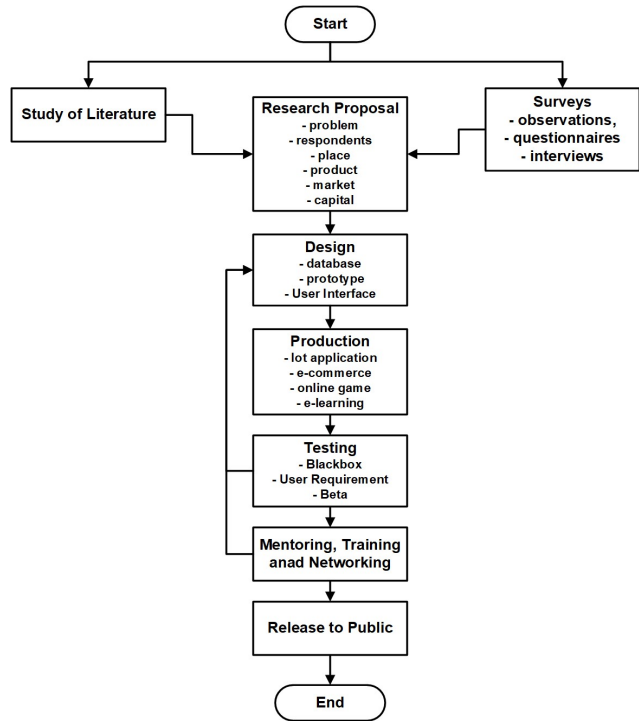 Start
Study of Literature
Research Proposal
- problem
- respondents
- place
- product
- market
- capital
Surveys
- observations,
- questionnaires
- interviews
Design
- database
- prototype
- User Interface
Production
- Iot application
- e-commerce
- online game
- e-learning
Testing
- Blackbox
- User Requirement
- Beta
Mentoring, Training
anad Networking
Release to Public
End